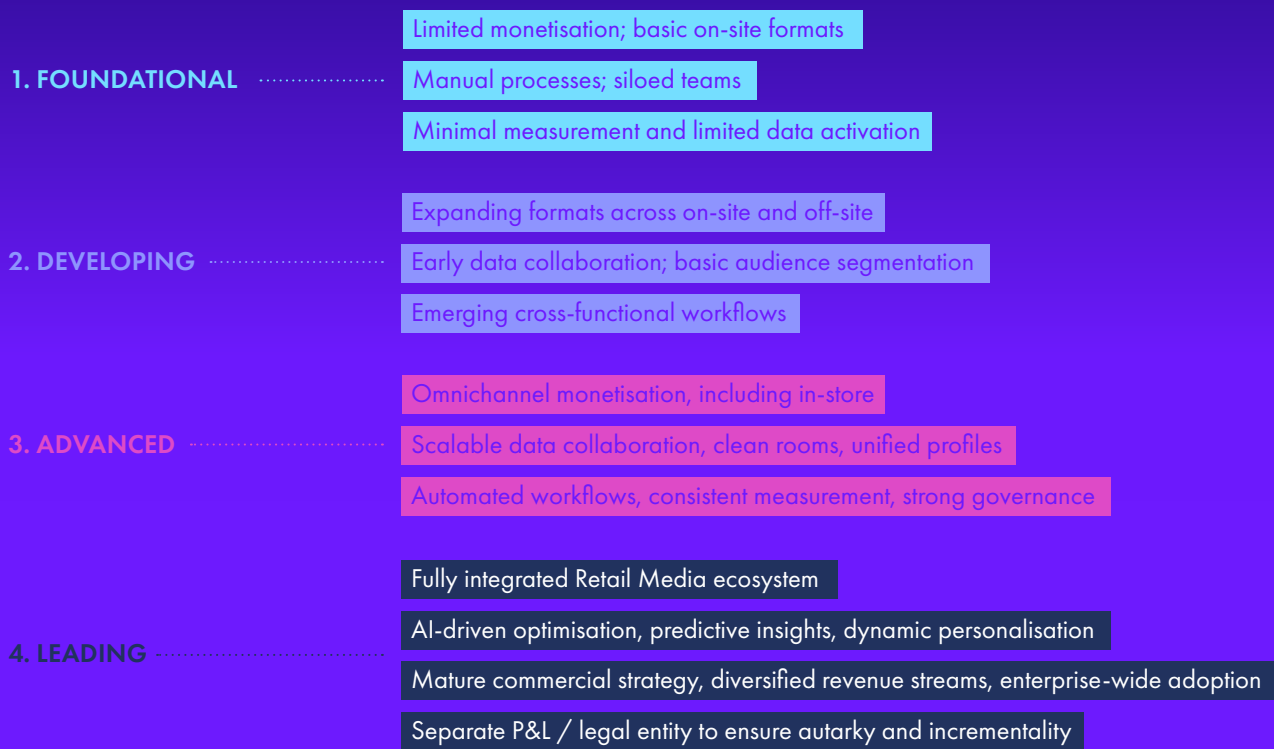 1. FOUNDATIONAL
Limited monetisation; basic on-site formats
Manual processes; siloed teams
Minimal measurement and limited data activation
2. DEVELOPING
Expanding formats across on-site and off-site
Early data collaboration; basic audience segmentation
Emerging cross-functional workflows
3. ADVANCED
Omnichannel monetisation, including in-store
Scalable data collaboration, clean rooms, unified profiles
Automated workflows, consistent measurement, strong governance
4. LEADING
Fully integrated Retail Media ecosystem
AI-driven optimisation, predictive insights, dynamic personalisation
Mature commercial strategy, diversified revenue streams, enterprise-wide adoption
Separate P&L / legal entity to ensure autarky and incrementality